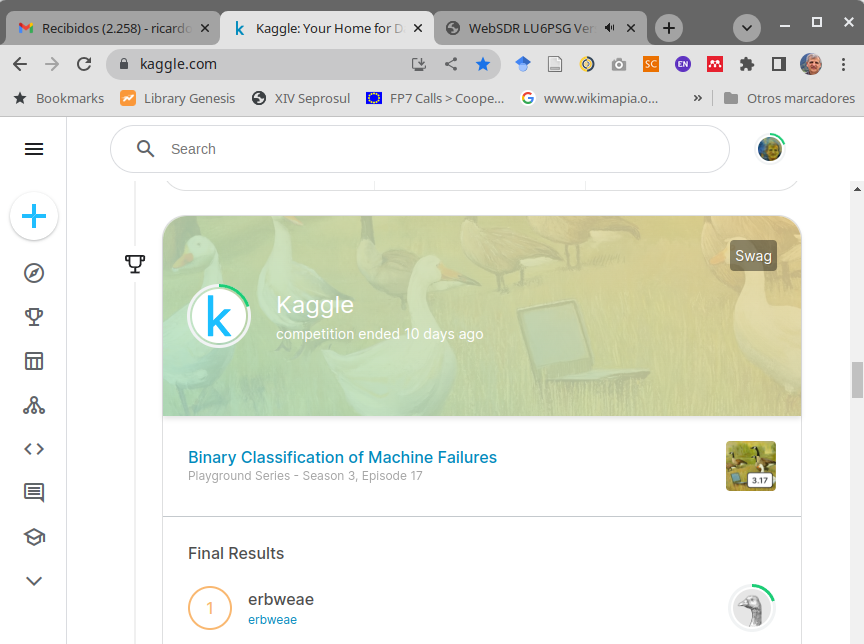 Recibidos (2.258) - ricardo
Kaggle: Your Home for D
WebSDR LU6PSG Ver
kaggle.com
SC
EN
Bookmarks
Library Genesis
XIV Seprosul
FP7 Calls > Coope...
www.wikimapia.o...
»
Otros marcadores
Search
Swag
k
Kaggle
competition ended 10 days ago
Binary Classification of Machine Failures
Playground Series - Season 3, Episode 17
3.17
Final Results
1
erbweae
erbweae